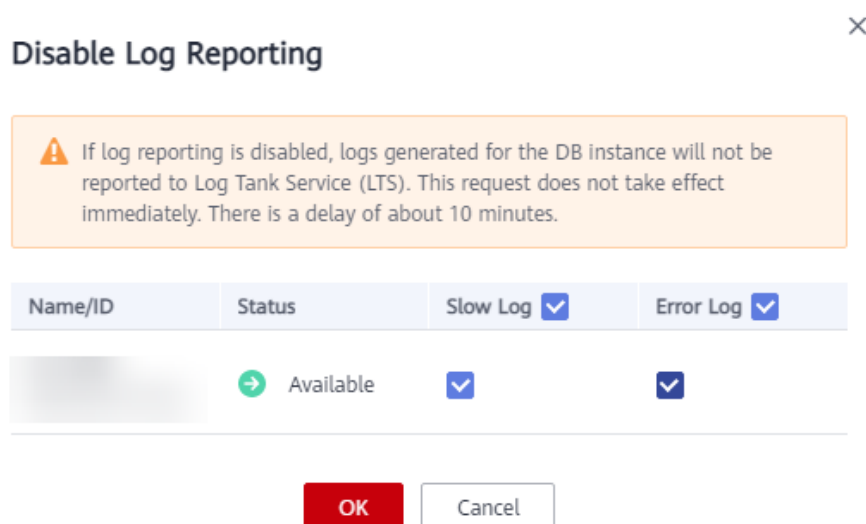 Disable Log Reporting
If log reporting is disabled, logs generated for the DB instance will not be
reported to Log Tank Service (LTS). This request does not take effect
immediately. There is a delay of about 10 minutes.
Name/ID Status Slow Log Error Log
Available
OK Cancel